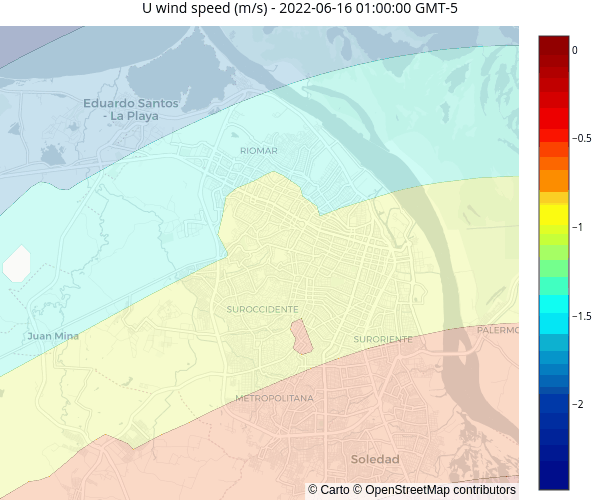 U wind speed (m/s) - 2022-06-16 01:00:00 GMT-5
Eduardo Santos
- La Playa
RIOMAR
SUROCCIDENTE
Juan Mina
SURORIENTE
PALERMO
METROPOLITANA
Soledad
© Carto © OpenStreetMap contributors
0
−0.5
−1
−1.5
−2